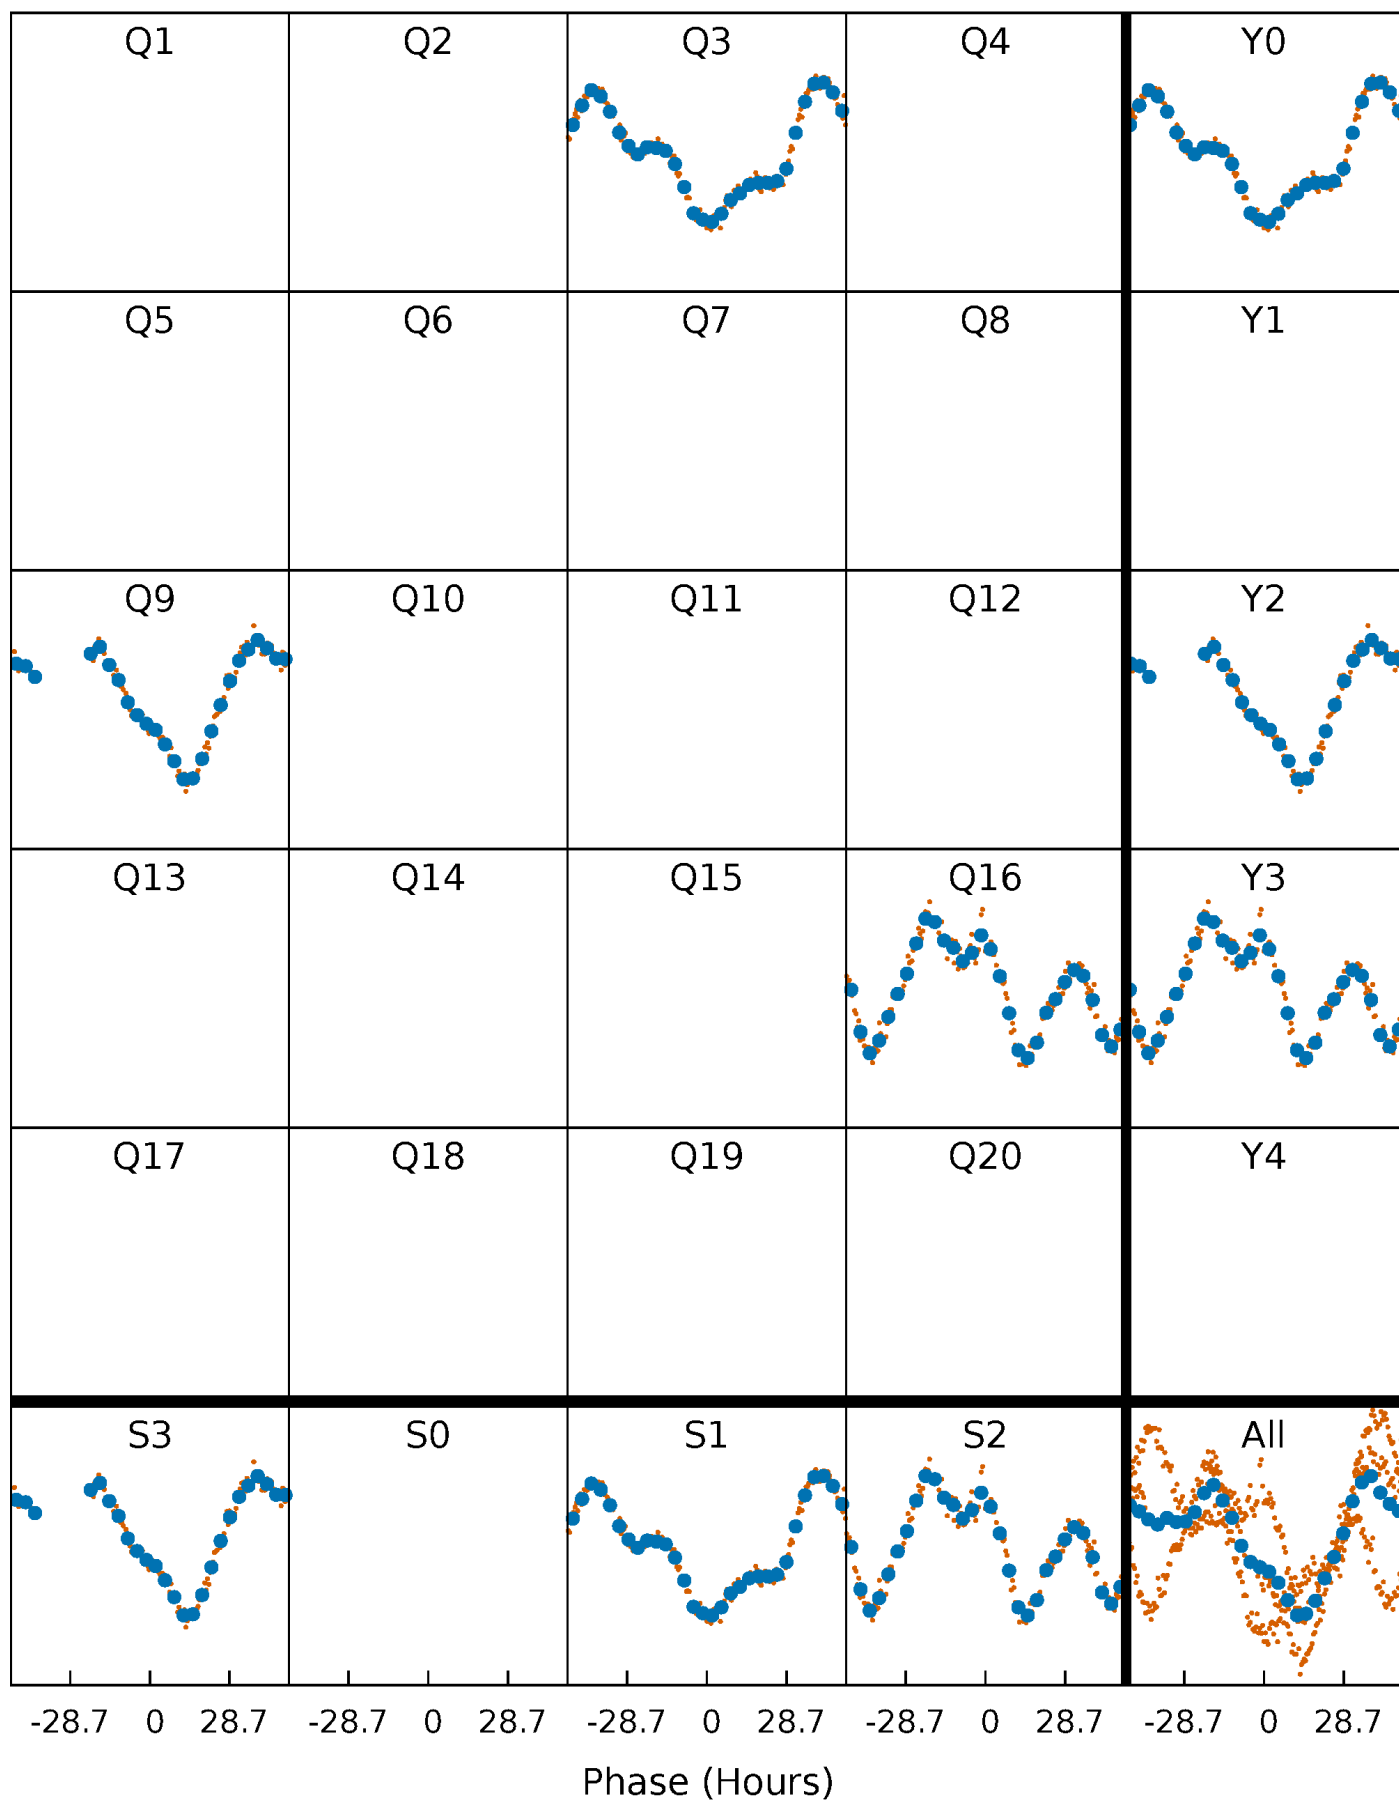 Q1 Q2 Q3 Q4 Y0
Q5 Q6 Q7 Q8 Y1
Q9 Q10 Q11 Q12 Y2
Q13 Q14 Q15 Q16 Y3
Q17 Q18 Q19 Q20 Y4
S3 S0 S1 S2 All
-28.7 0 28.7 -28.7 0 28.7 -28.7 0 28.7 -28.7 0 28.7 -28.7 0 28.7
Phase (Hours)